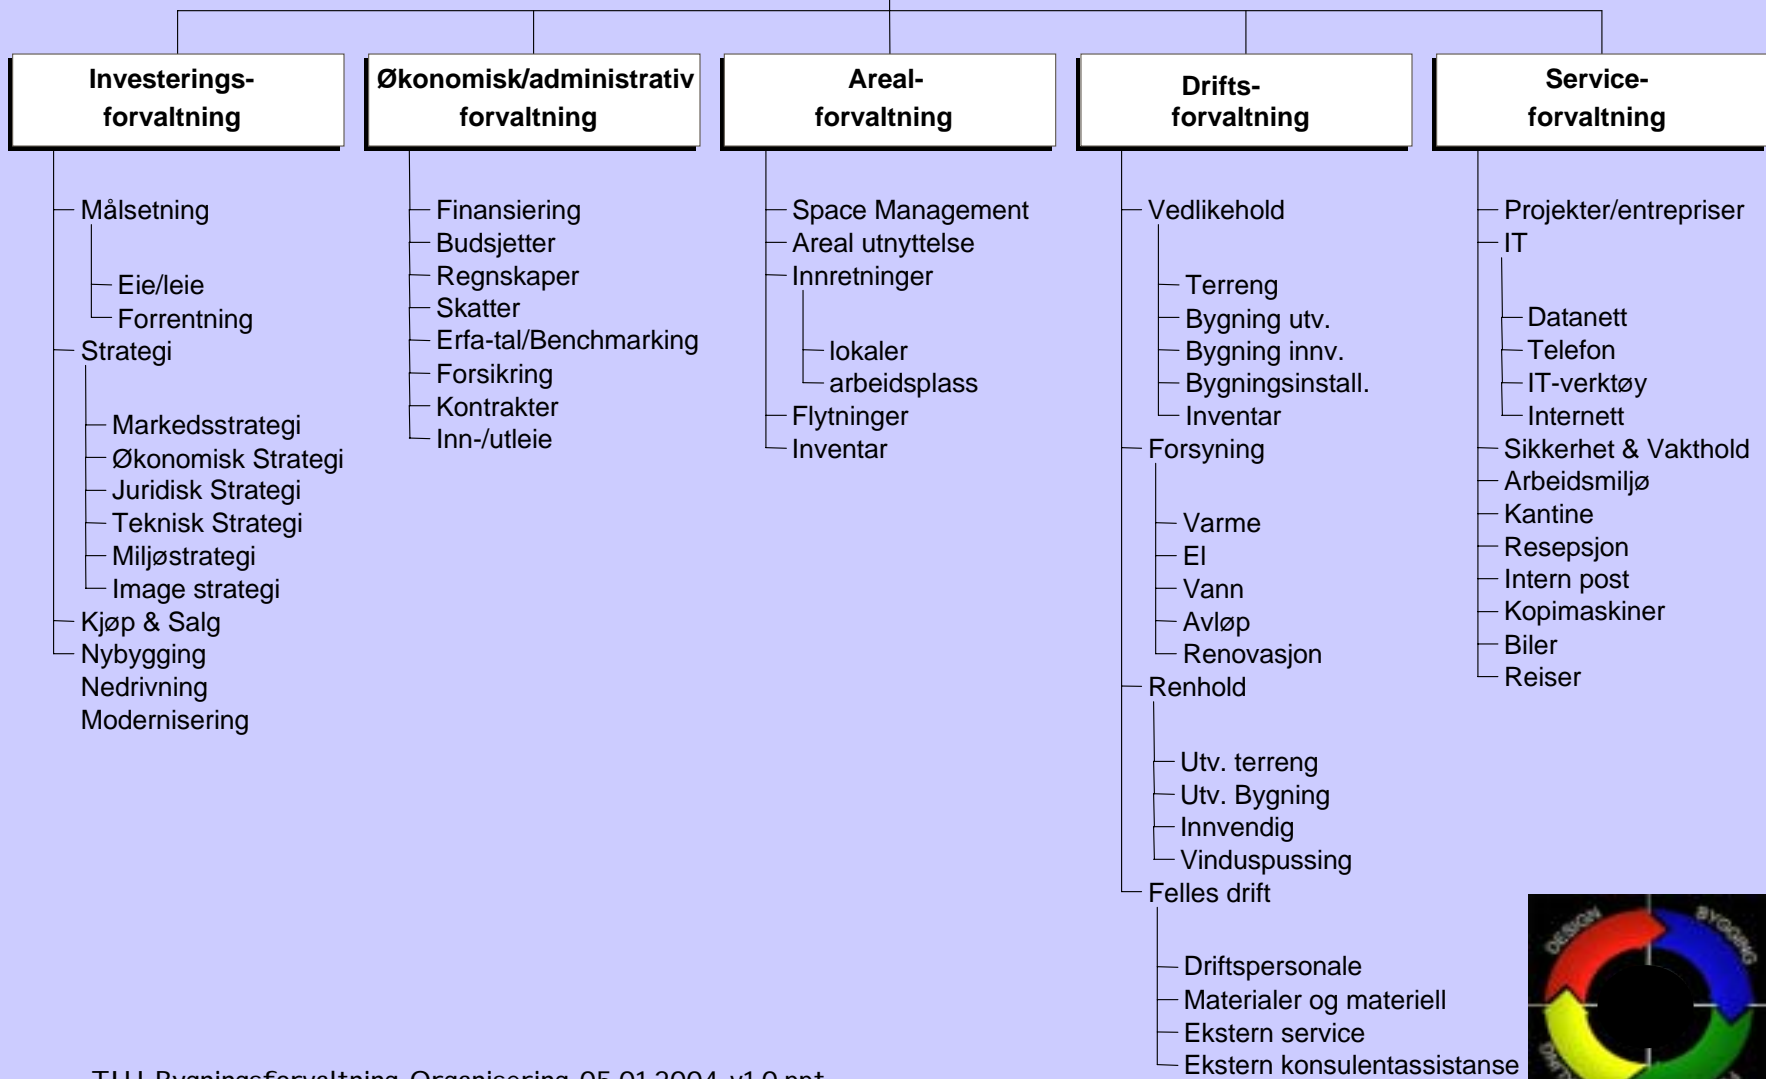 Investerings-
forvaltning
Målsetning
Eie/leie
Forrentning
Strategi
Markedsstrategi
Økonomisk Strategi
Juridisk Strategi
Teknisk Strategi
Miljøstrategi
Image strategi
Kjøp & Salg
Nybygging
Nedrivning
Modernisering
Økonomisk/administrativ
forvaltning
Finansiering
Budsjetter
Regnskaper
Skatter
Erfa-tal/Benchmarking
Forsikring
Kontrakter
Inn-/utleie
Areal-
forvaltning
Space Management
Areal utnyttelse
Innretninger
lokaler
arbeidsplass
Flytninger
Inventar
Drifts-
forvaltning
Vedlikehold
Terreng
Bygning utv.
Bygning innv.
Bygningsinstall.
Inventar
Forsyning
Varme
El
Vann
Avløp
Renovasjon
Renhold
Utv. terreng
Utv. Bygning
Innvendig
Vinduspussing
Felles drift
Driftspersonale
Materialer og materiell
Ekstern service
Ekstern konsulentassistanse
Service-
forvaltning
Projekter/entrepriser
IT
Datanett
Telefon
IT-verktøy
Internett
Sikkerhet & Vakthold
Arbeidsmiljø
Kantine
Resepsjon
Intern post
Kopimaskiner
Biler
Reiser
DESIGN
BYGGING